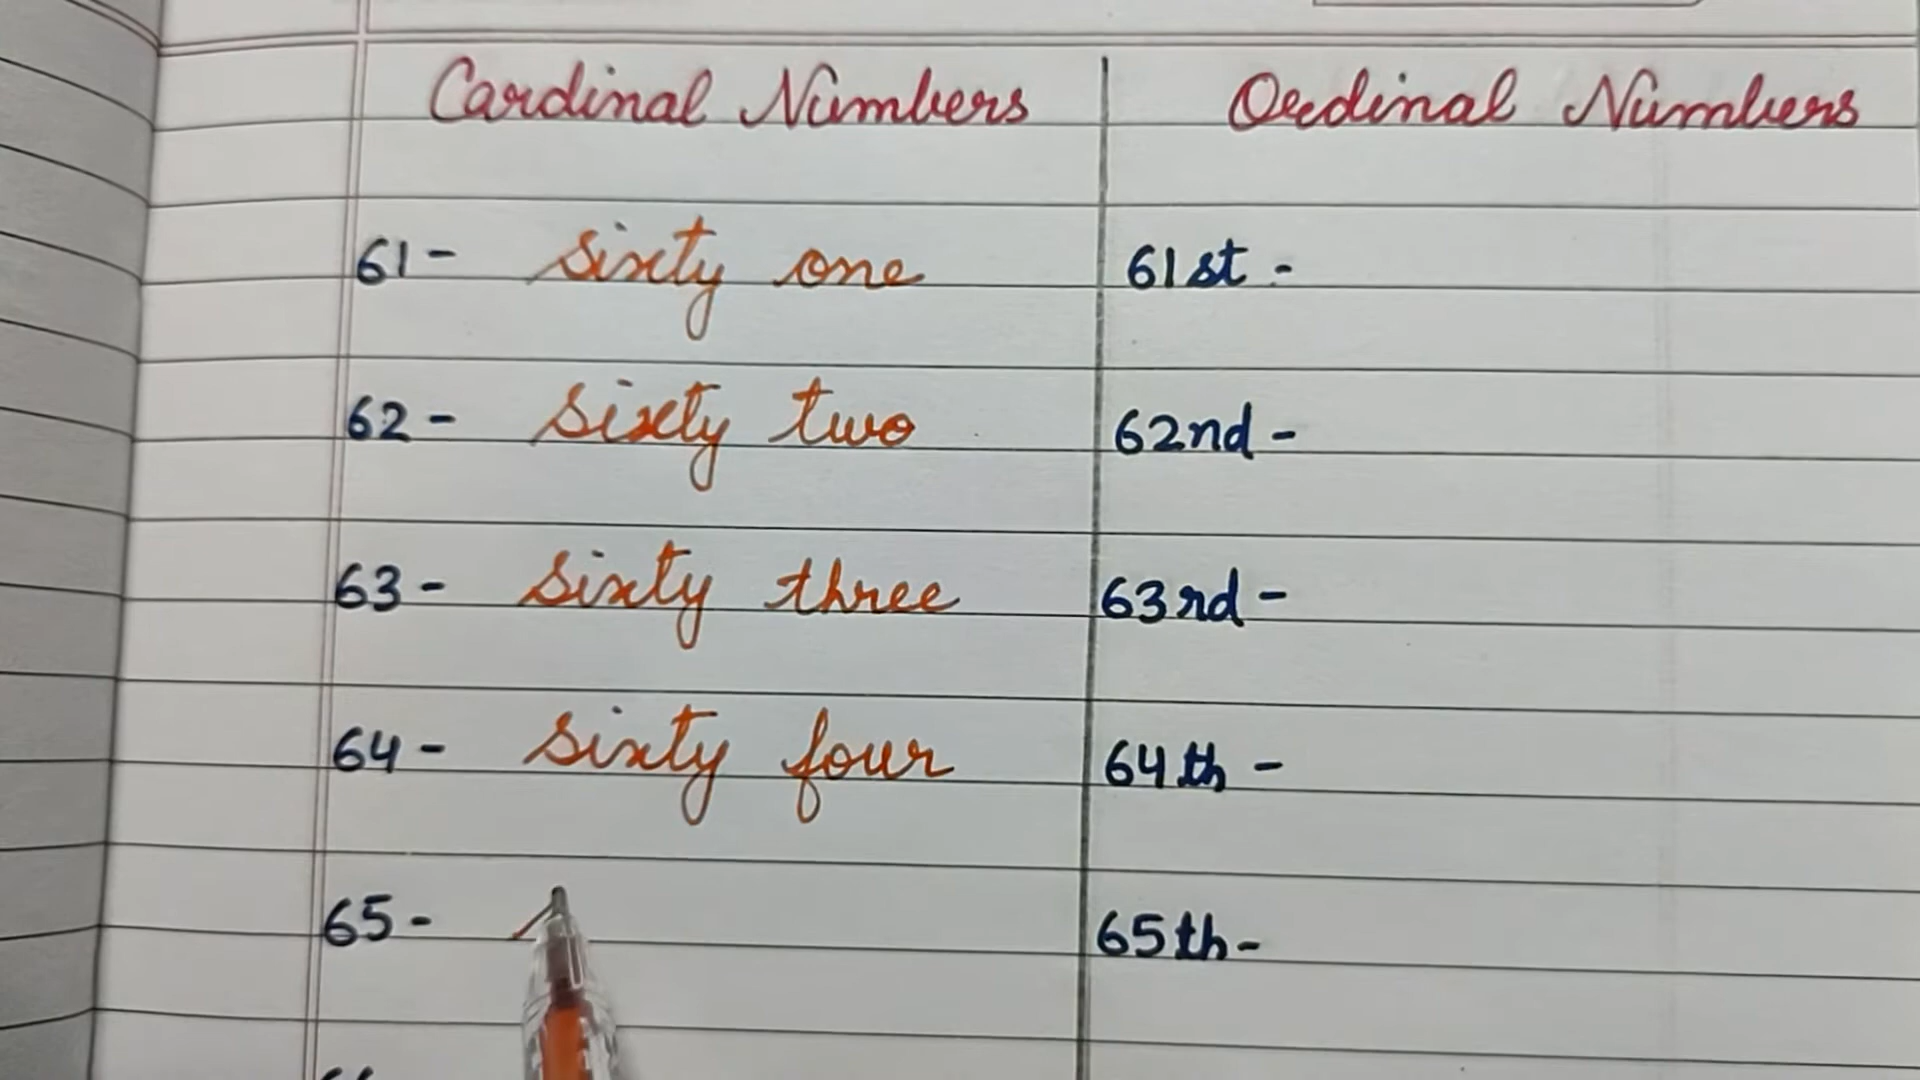 Cardinal Numbers Ordinal Numbers
61 - sixty one 61st -
62 - sixty two 62nd -
63 - sixty three 63rd -
64 - sixty four 64th -
65 - 65th -